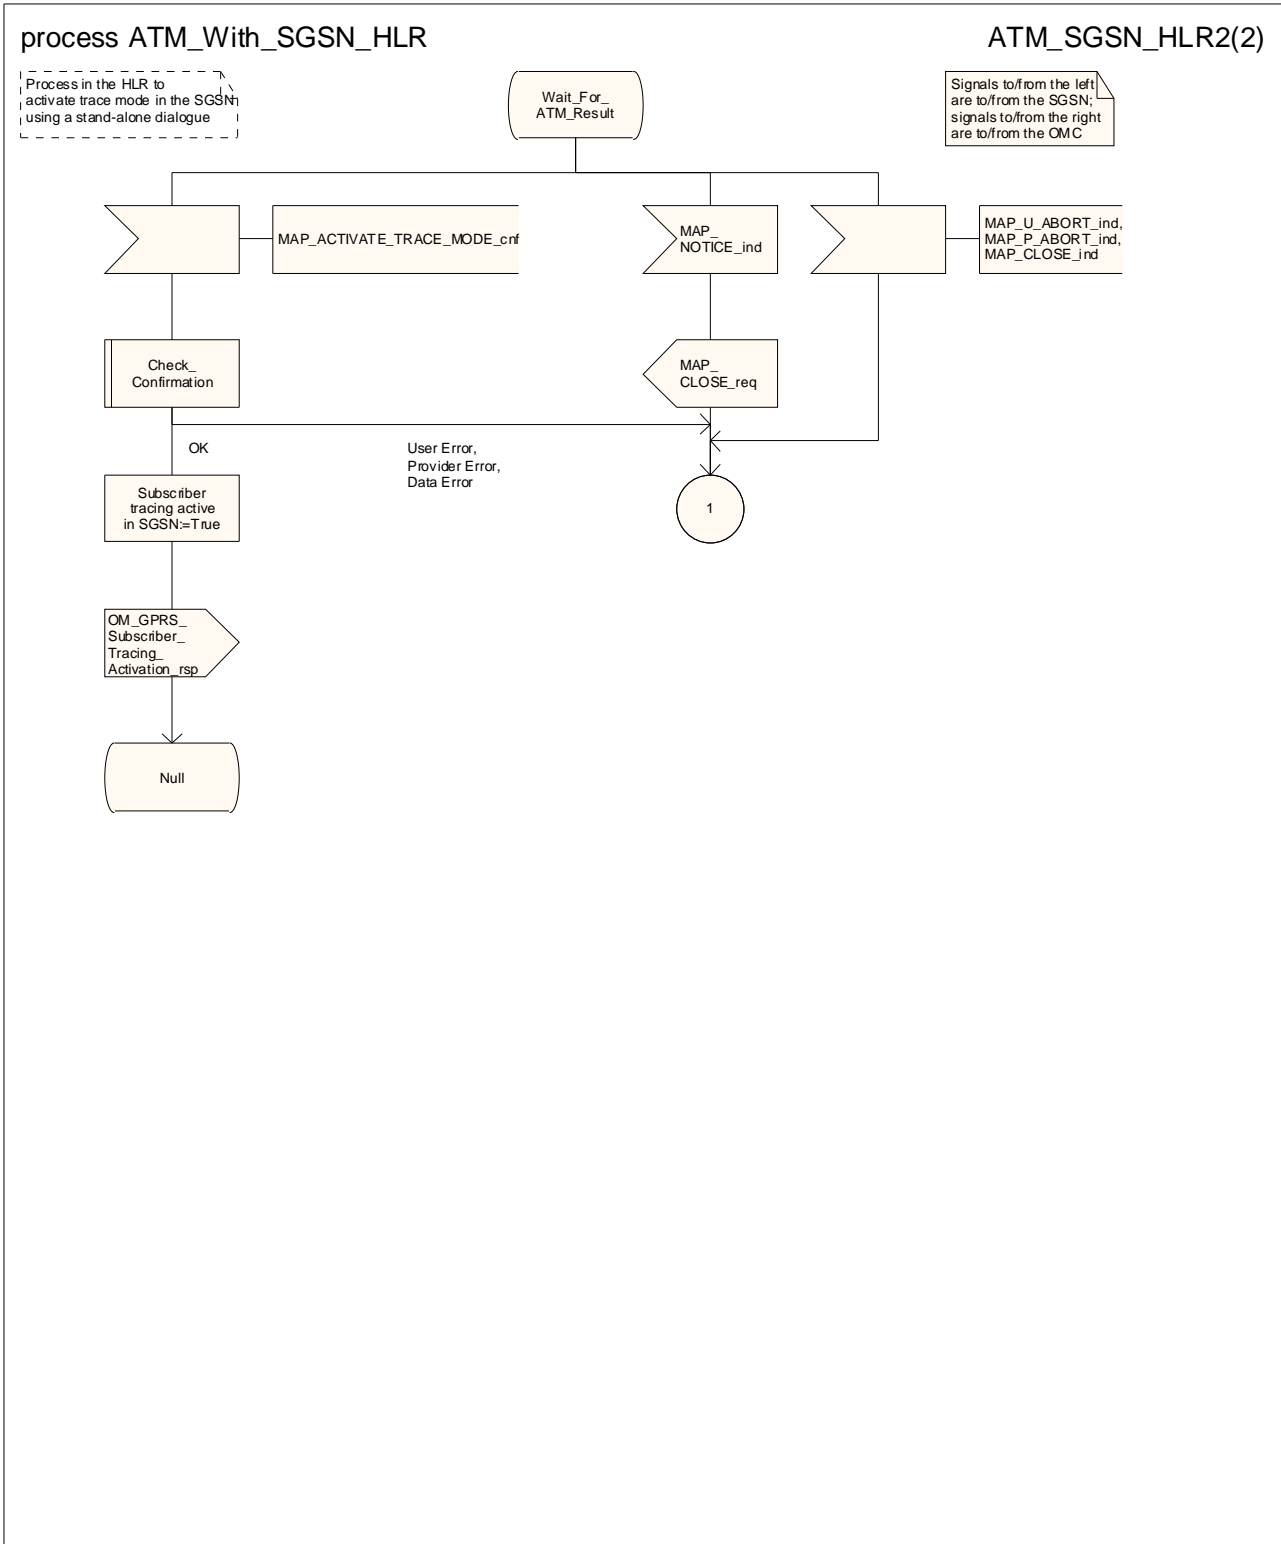 process ATM_With_SGSN_HLR
ATM_SGSN_HLR2(2)
Process in the HLR to
activate trace mode in the SGSN
using a stand-alone dialogue
Wait_For_
ATM_Result
Signals to/from the left
are to/from the SGSN;
signals to/from the right
are to/from the OMC
MAP_ACTIVATE_TRACE_MODE_cnf
MAP_
NOTICE_ind
MAP_U_ABORT_ind,
MAP_P_ABORT_ind,
MAP_CLOSE_ind
Check_
Confirmation
MAP_
CLOSE_req
OK
User Error,
Provider Error,
Data Error
Subscriber
tracing active
in SGSN:=True
1
OM_GPRS_
Subscriber_
Tracing_
Activation_rsp
Null